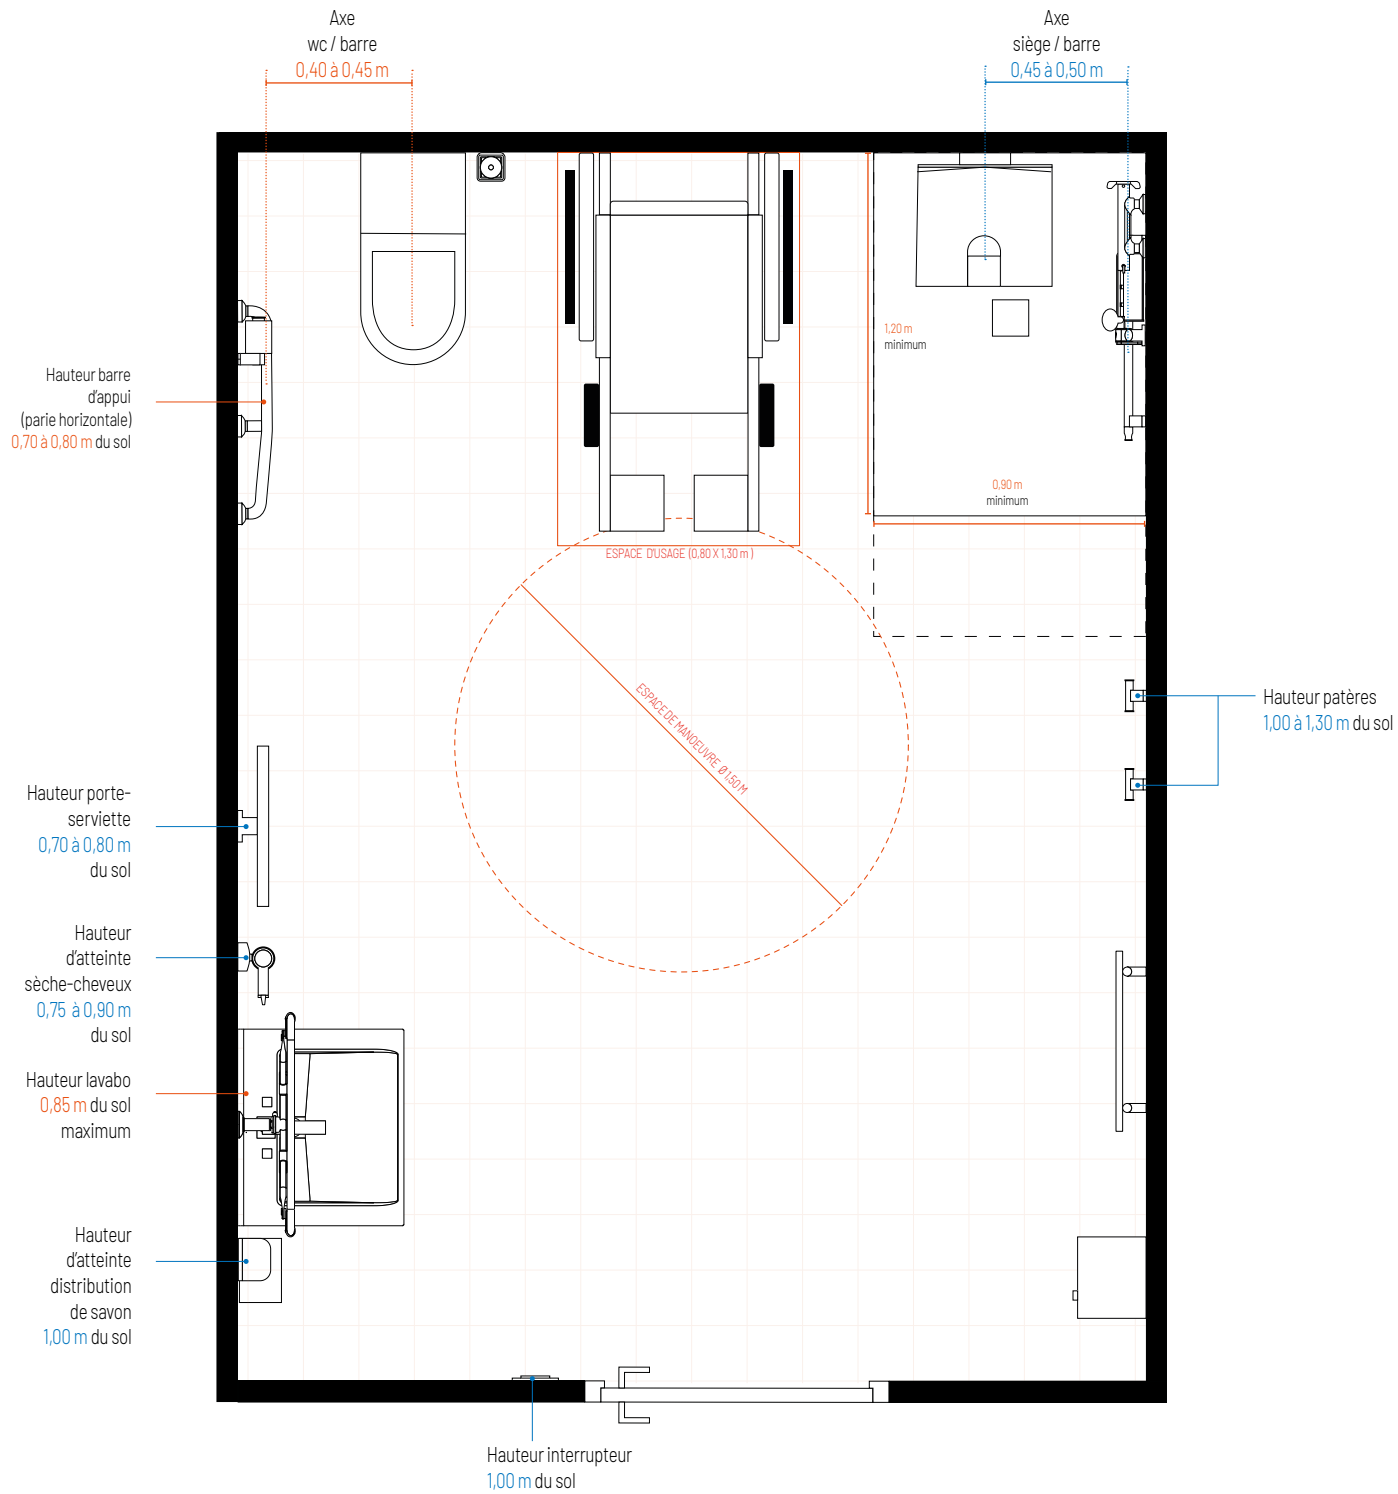 Axe
wc / barre
0,40 à 0,45 m
Axe
siège / barre
0,45 à 0,50 m
1,20 m
minimum
Hauteur barre
d'appui
(parie horizontale)
0,70 à 0,80 m du sol
0,90 m
minimum
ESPACE D'USAGE (0,80 X 1,30 m )
ESPACE DE MANOEUVRE Ø 1,50 M
Hauteur patères
1,00 à 1,30 m du sol
Hauteur porte-
serviette
0,70 à 0,80 m
du sol
Hauteur
d'atteinte
sèche-cheveux
0,75 à 0,90 m
du sol
Hauteur lavabo
0,85 m du sol
maximum
Hauteur
d'atteinte
distribution
de savon
1,00 m du sol
Hauteur interrupteur
1,00 m du sol